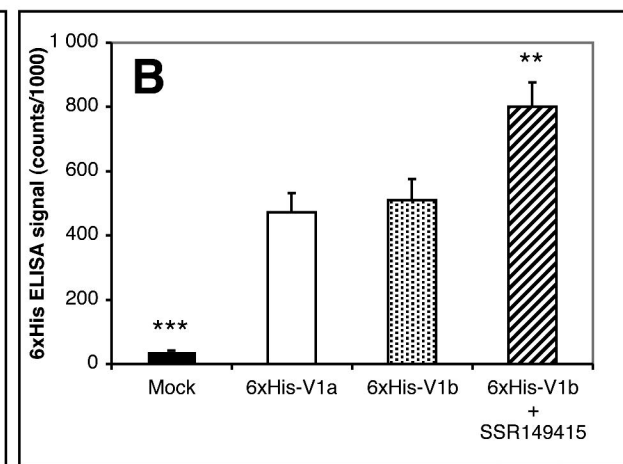 B
6xHis ELISA signal (counts/1000)
1 000
800
600
400
200
0
***
**
Mock
6xHis-V1a
6xHis-V1b
6xHis-V1b
+
SSR149415